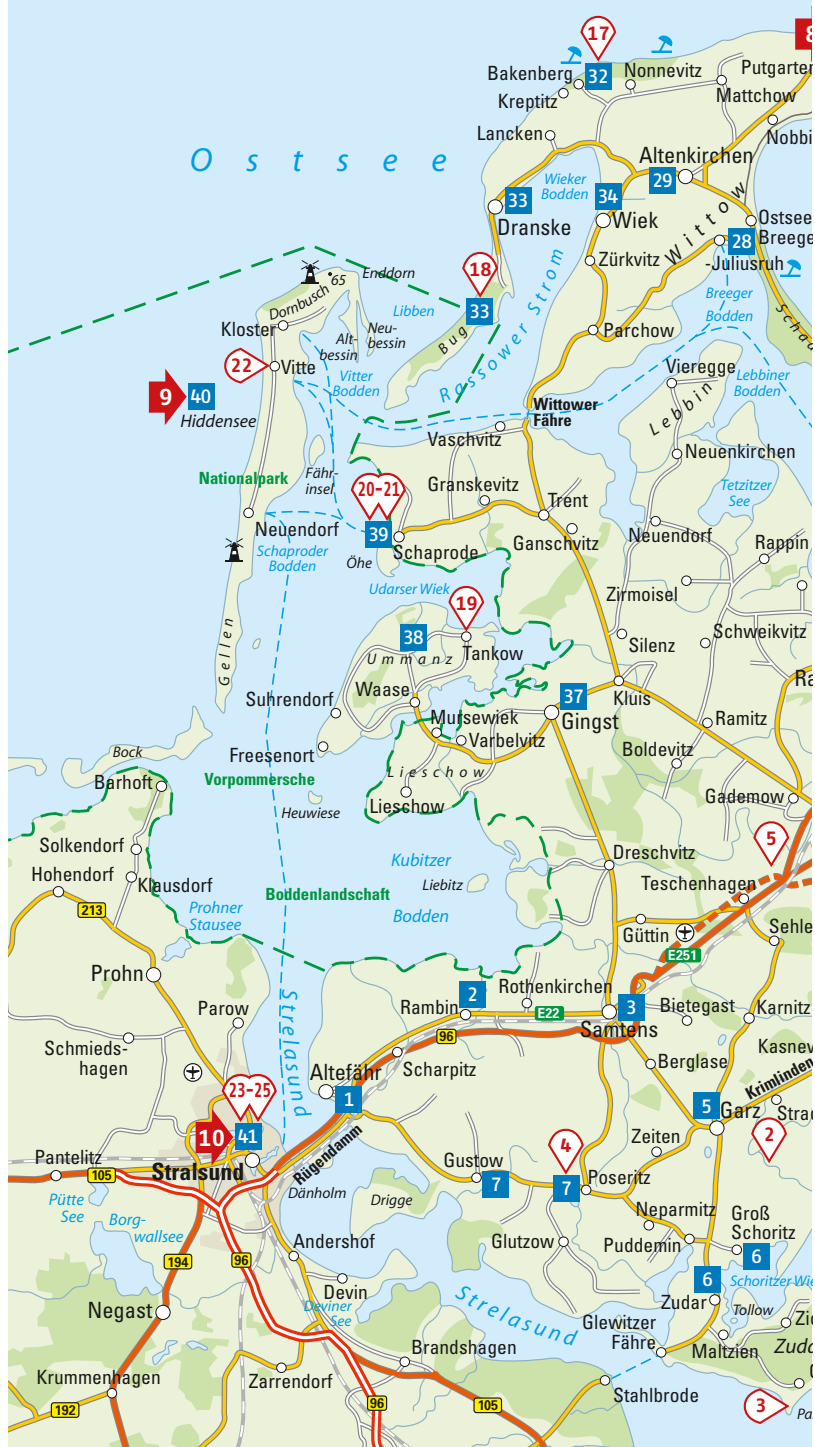 17
8
Bakenberg
32
Nonnevitz
Putgarten
Kreptitz
Mattchow
Lancken
Nobbi
Ostsee
Altenkirchen
Wieker
Bodden
29
33
34
Dranske
Wiek
Wittow
Ostsee
Breege
28
-Juliusruh
Zürkvitz
18
Enddorn
Dornbusch
65
Libben
33
Bug
Rassower Strom
Breeger
Bodden
Schau
Kloster
Alt-
bessin
Neu-
bessin
Parchow
22
Vitte
Vitter
Bodden
Vieregge
Lebbiner
Bodden
9
40
Hiddensee
Wittower
Fähre
Lebbin
Vaschvitz
Neuenkirchen
Nationalpark
Fähr-
insel
20-21
Granskevitz
Tetzitzer
See
Trent
Neuendorf
39
Schaprode
Ganschvitz
Neuendorf
Schaproder
Bodden
Öhe
Rappin
Udarser Wiek
Zirmoisel
19
38
Ummanz
Tankow
Silenz
Schweikvitz
Gellen
Waase
Kluis
Ra
Suhrendorf
37
Gingst
Mursewiek
Varbelvitz
Ramitz
Bock
Freesenort
Boldevitz
Barhöft
Vorpommersche
Lieschow
Lieschow
Heuwiese
Gademow
5
Solkendorf
Kubitzer
Dreschvitz
Hohendorf
Klausdorf
Liebitz
Teschenhagen
Boddenlandschaft
213
Prohner
Stausee
Bodden
Güttin
Sehle
E251
Prohn
Rothenkirchen
2
Strelasund
Parow
Rambin
E22
3
Bietegast
Karnitz
Samtens
96
Schmieds-
hagen
Kasnev
Altefähr
Scharpitz
Berglase
23-25
Krimlinden
1
5
Garz
Strac
10
41
4
Zeiten
2
Rügendamm
Pantelitz
Stralsund
Gustow
105
7
7
Poseritz
Dänholm
Drigge
Pütte
See
Borg-
wallsee
Neparmitz
Groß
Schoritz
Andershof
Glutzow
Puddemin
6
194
96
Devin
6
Schoritzer Wie
Deviner
See
Strelasund
Zudar
Tollow
Negast
Glewitzer
Fähre
Maltzien
Zic
Zuda
Brandshagen
Krummenhagen
Zarrendorf
Stahlbrode
3
Pa
192
96
105